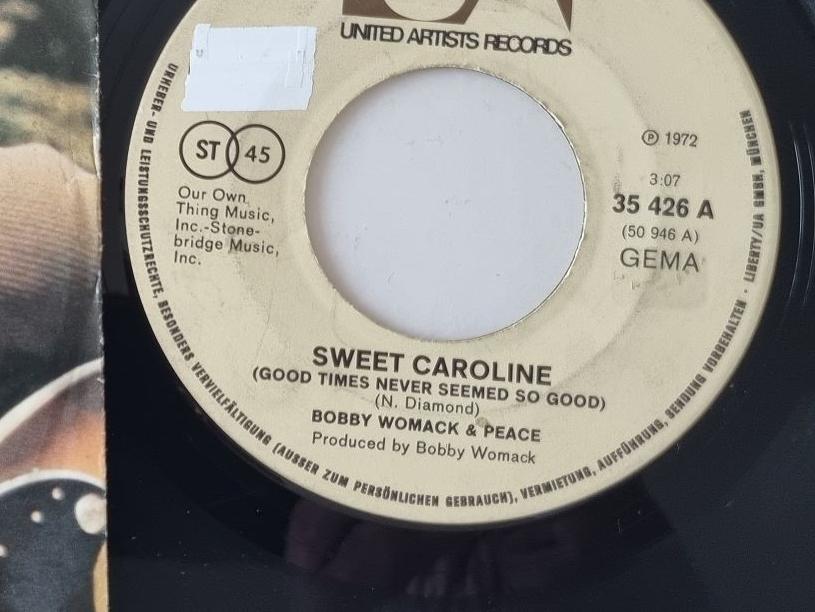 UNITED ARTISTS RECORDS
ST 45
Our Own
Thing Music,
Inc.-Stone-
bridge Music,
Inc.
℗ 1972
3:07
35 426 A
(50 946 A)
GEMA
SWEET CAROLINE
(GOOD TIMES NEVER SEEMED SO GOOD)
(N. Diamond)
BOBBY WOMACK & PEACE
Produced by Bobby Womack
URHEBER- UND LEISTUNGSSCHUTZRECHTE, BESONDERS VERVIELFÄLTIGUNG (AUSSER ZUM PERSÖNLICHEN GEBRAUCH), VERMIETUNG, AUFFÜHRUNG, SENDUNG VORBEHALTEN · LIBERTY/UA GMBH, MÜNCHEN